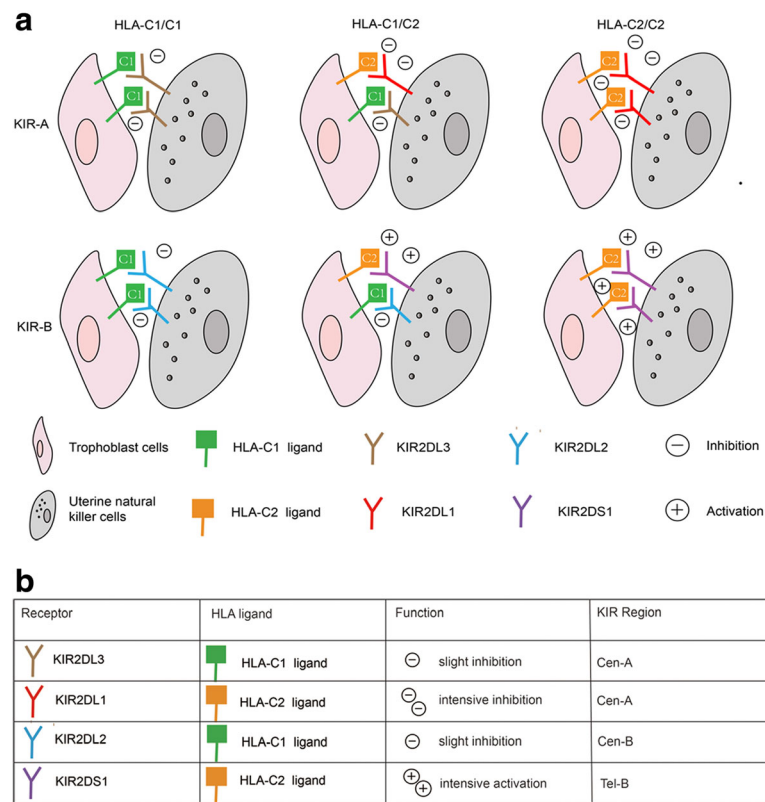 a
HLA-C1/C1 HLA-C1/C2 HLA-C2/C2
KIR-A
C1 C2 C2
C1 C1 C2
KIR-B
C1 C2 C2
C1 C1 C2
Trophoblast cells HLA-C1 ligand KIR2DL3 KIR2DL2 Inhibition
Uterine natural
killer cells HLA-C2 ligand KIR2DL1 KIR2DS1 Activation
b
Receptor HLA ligand Function KIR Region
KIR2DL3 HLA-C1 ligand slight inhibition Cen-A
KIR2DL1 HLA-C2 ligand intensive inhibition Cen-A
KIR2DL2 HLA-C1 ligand slight inhibition Cen-B
KIR2DS1 HLA-C2 ligand intensive activation Tel-B